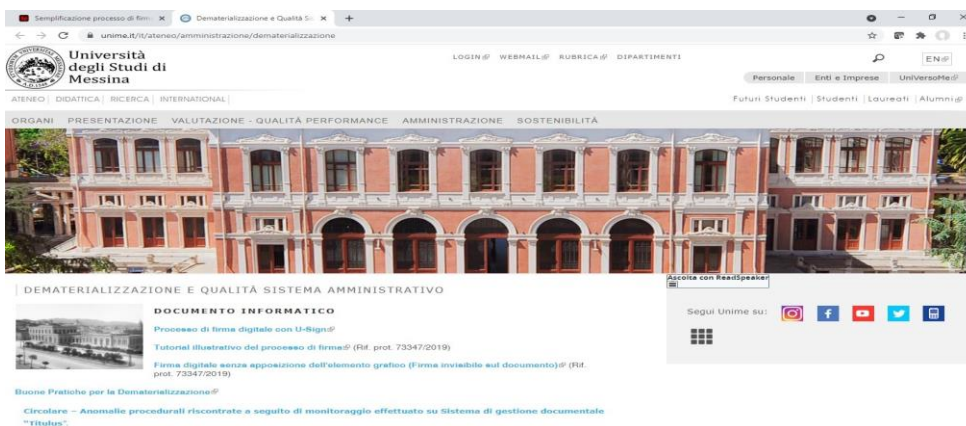 Semplificazione processo di firm
Dematerializzazione e Qualità Si
unime.it/it/ateneo/amministrazione/dematerializzazione
Università
degli Studi di
Messina
LOGIN WEBMAIL RUBRICA DIPARTIMENTI
EN
Personale Enti e Imprese UniVersoMe
ATENEO DIDATTICA RICERCA INTERNATIONAL
Futuri Studenti Studenti Laureati Alumni
ORGANI PRESENTAZIONE VALUTAZIONE - QUALITÀ PERFORMANCE AMMINISTRAZIONE SOSTENIBILITÀ
Ascolta con ReadSpeaker
DEMATERIALIZZAZIONE E QUALITÀ SISTEMA AMMINISTRATIVO
Segui Unime su:
DOCUMENTO INFORMATICO
Processo di firma digitale con U-Sign
Tutorial illustrativo del processo di firma (Rif. prot. 73347/2019)
Firma digitale senza apposizione dell'elemento grafico (Firma invisibile sul documento) (Rif.
prot. 73347/2019)
Buone Pratiche per la Dematerializzazione
Circolare – Anomalie procedurali riscontrate a seguito di monitoraggio effettuato su Sistema di gestione documentale
"Titulus".